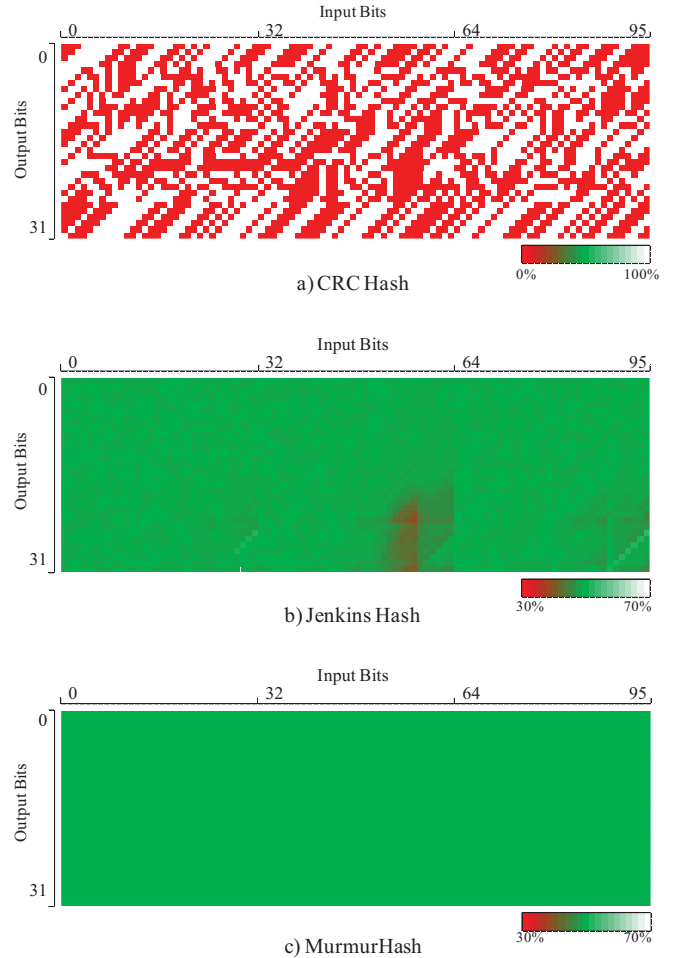 Input Bits
0 32 64 95
0
Output Bits
31
0% 100%
a) CRC Hash
Input Bits
0 32 64 95
0
Output Bits
31
30% 70%
b) Jenkins Hash
Input Bits
0 32 64 95
0
Output Bits
31
30% 70%
c) MurmurHash